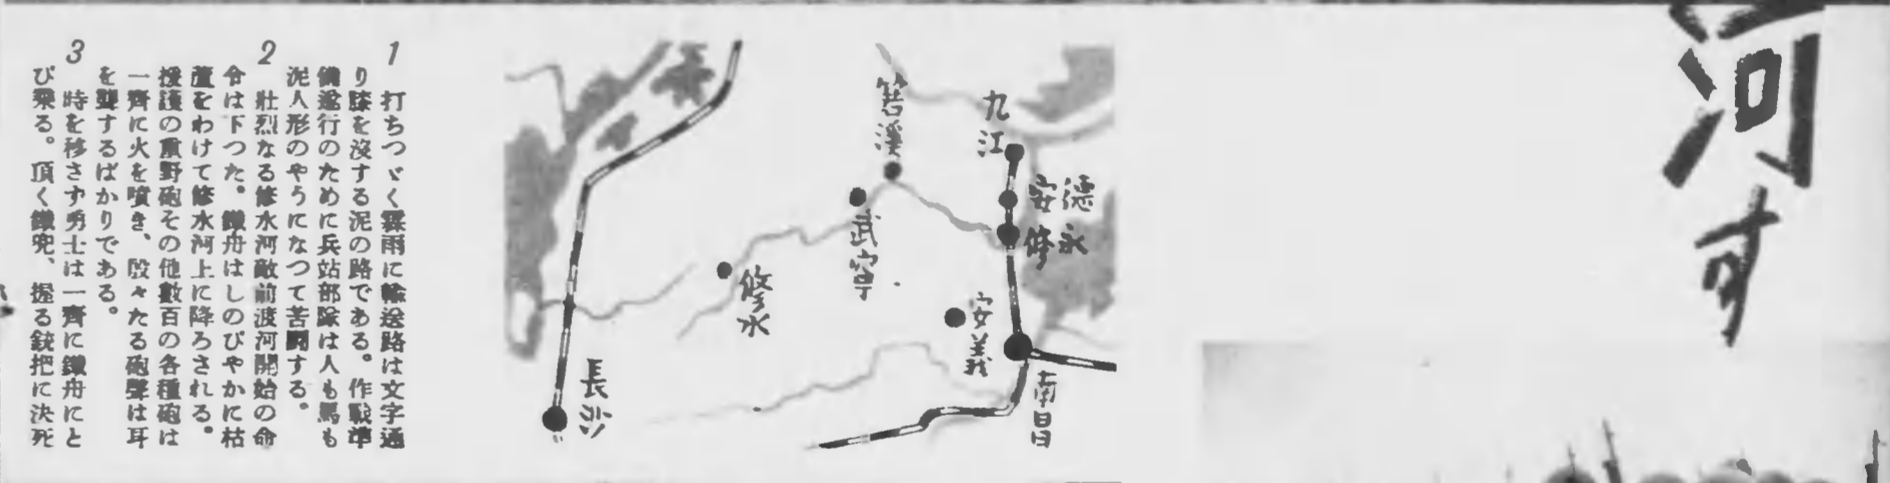 河
す
九江
德安
永修
箬溪
武寧
修水
安義
南昌
長沙
1
打ちつゞく霖雨に輸送路は文字通
り膝を沒する泥の路である。作戰準
備遂行のために兵站部隊は人も馬も
泥人形のやうになつて苦鬪する。
2
壯烈なる修水河敵前渡河開始の命
令は下つた。鐵舟はしのびやかに枯
蘆をわけて修水河上に降ろされる。
援護の重野砲その他數百の各種砲は
一齊に火を噴き、殷々たる砲聲は耳
を聾するばかりである。
3
時を移さず勇士は一齊に鐵舟にと
び乘る。頂く鐵兜、握る銃把に決死